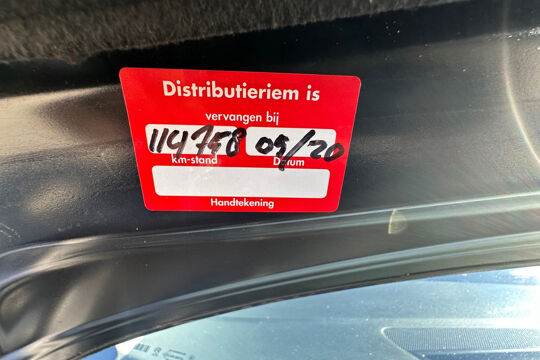 Distributieriem is
vervangen bij
114758 09/20
km-stand Datum
Handtekening